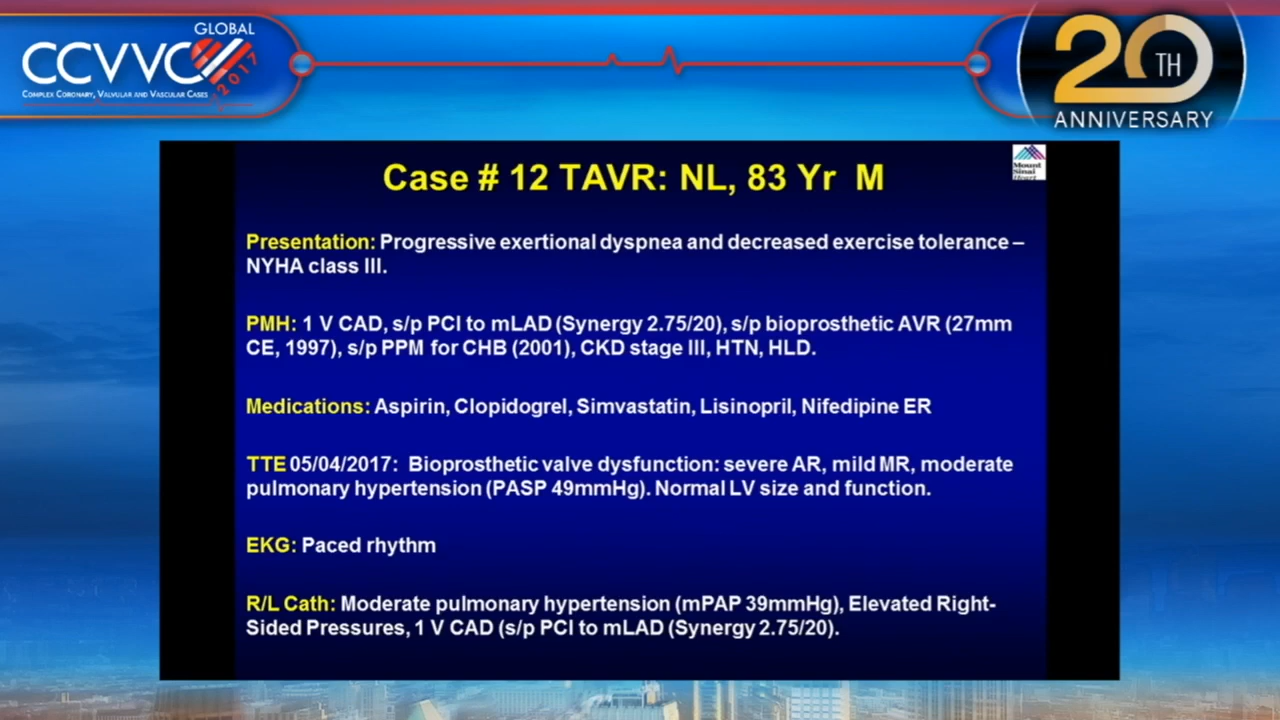 GLOBAL
CCVVC
2017
COMPLEX CORONARY, VALVULAR AND VASCULAR CASES
20TH
ANNIVERSARY
Mount
Sinai
Heart
Case # 12 TAVR: NL, 83 Yr M
Presentation: Progressive exertional dyspnea and decreased exercise tolerance –
NYHA class III.
PMH: 1 V CAD, s/p PCI to mLAD (Synergy 2.75/20), s/p bioprosthetic AVR (27mm
CE, 1997), s/p PPM for CHB (2001), CKD stage III, HTN, HLD.
Medications: Aspirin, Clopidogrel, Simvastatin, Lisinopril, Nifedipine ER
TTE 05/04/2017: Bioprosthetic valve dysfunction: severe AR, mild MR, moderate
pulmonary hypertension (PASP 49mmHg). Normal LV size and function.
EKG: Paced rhythm
R/L Cath: Moderate pulmonary hypertension (mPAP 39mmHg), Elevated Right-
Sided Pressures, 1 V CAD (s/p PCI to mLAD (Synergy 2.75/20).